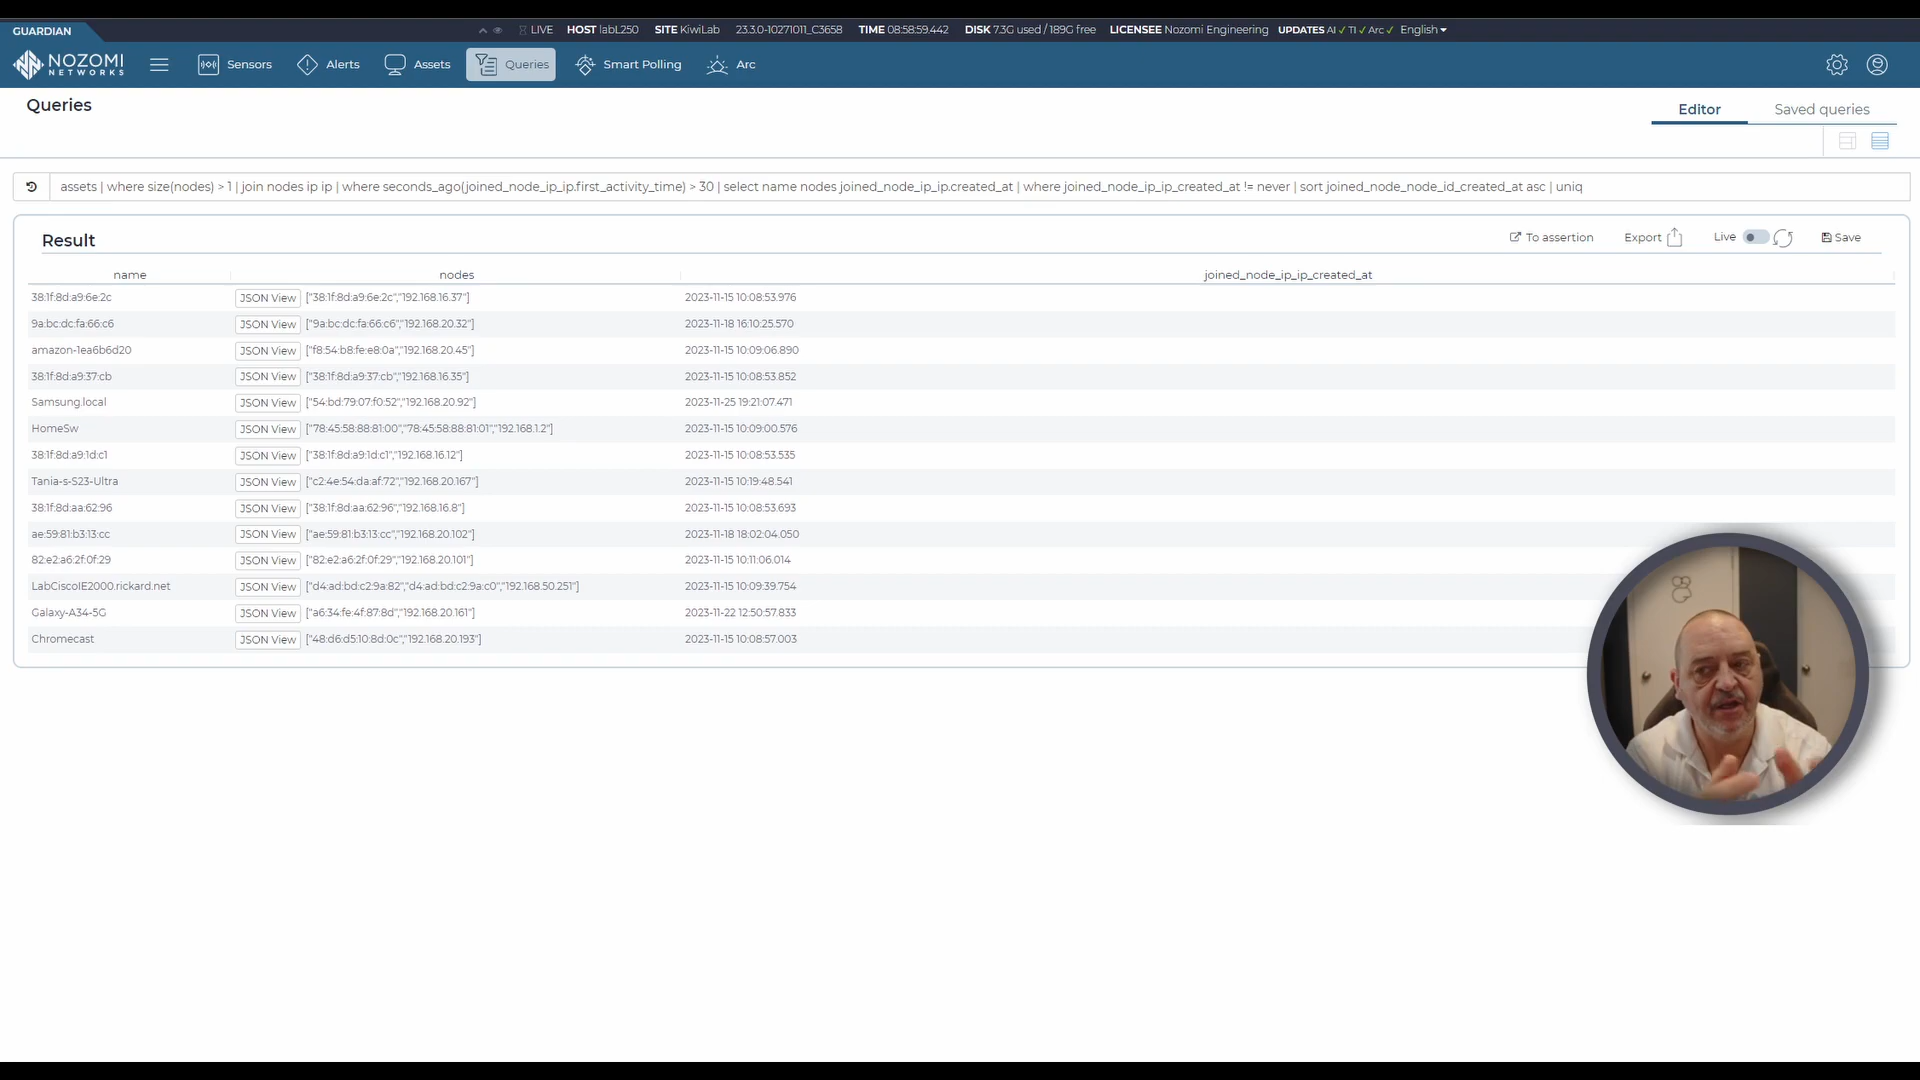 GUARDIAN
LIVE HOST labL250 SITE KiwiLab 23.3.0-10271011_C3658 TIME 08:58:59.442 DISK 7.3G used / 189G free LICENSEE Nozomi Engineering UPDATES AI ✓ TI ✓ Arc ✓ English
NOZOMI NETWORKS Sensors Alerts Assets Queries Smart Polling Arc
Queries
Editor Saved queries
assets | where size(nodes) > 1 | join nodes ip ip | where seconds_ago(joined_node_ip_ip.first_activity_time) > 30 | select name nodes joined_node_ip_ip.created_at | where joined_node_ip_ip_created_at != never | sort joined_node_node_id_created_at asc | uniq
Result To assertion Export Live Save
name nodes joined_node_ip_ip_created_at
38:1f:8d:a9:6e:2c JSON View ["38:1f:8d:a9:6e:2c","192.168.16.37"] 2023-11-15 10:08:53.976
9a:bc:dc:fa:66:c6 JSON View ["9a:bc:dc:fa:66:c6","192.168.20.32"] 2023-11-18 16:10:25.570
amazon-1ea6b6d20 JSON View ["f8:54:b8:fe:e8:0a","192.168.20.45"] 2023-11-15 10:09:06.890
38:1f:8d:a9:37:cb JSON View ["38:1f:8d:a9:37:cb","192.168.16.35"] 2023-11-15 10:08:53.852
Samsung.local JSON View ["54:bd:79:07:f0:52","192.168.20.92"] 2023-11-25 19:21:07.471
HomeSw JSON View ["78:45:58:88:81:00","78:45:58:88:81:01","192.168.1.2"] 2023-11-15 10:09:00.576
38:1f:8d:a9:1d:c1 JSON View ["38:1f:8d:a9:1d:c1","192.168.16.12"] 2023-11-15 10:08:53.535
Tania-s-S23-Ultra JSON View ["c2:4e:54:da:af:72","192.168.20.167"] 2023-11-15 10:19:48.541
38:1f:8d:aa:62:96 JSON View ["38:1f:8d:aa:62:96","192.168.16.8"] 2023-11-15 10:08:53.693
ae:59:81:b3:13:cc JSON View ["ae:59:81:b3:13:cc","192.168.20.102"] 2023-11-18 18:02:04.050
82:e2:a6:2f:0f:29 JSON View ["82:e2:a6:2f:0f:29","192.168.20.101"] 2023-11-15 10:11:06.014
LabCiscoIE2000.rickard.net JSON View ["d4:ad:bd:c2:9a:82","d4:ad:bd:c2:9a:c0","192.168.50.251"] 2023-11-15 10:09:39.754
Galaxy-A34-5G JSON View ["a6:34:fe:4f:87:8d","192.168.20.161"] 2023-11-22 12:50:57.833
Chromecast JSON View ["48:d6:d5:10:8d:0c","192.168.20.193"] 2023-11-15 10:08:57.003